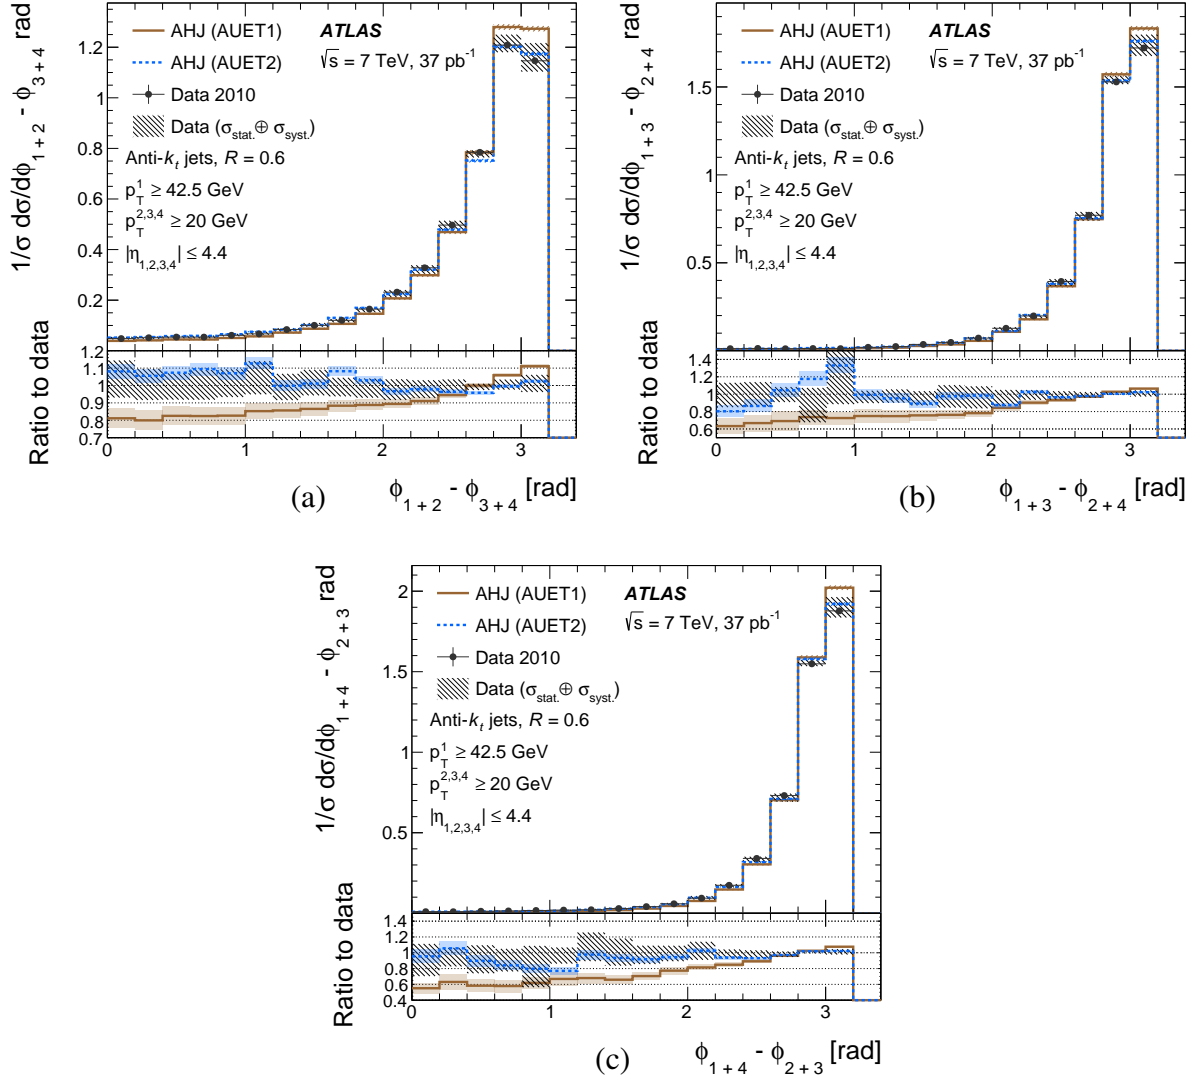 1/σ dσ/dϕ1+2 - ϕ3+4 rad
AHJ (AUET1)
AHJ (AUET2)
Data 2010
Data (σstat.⊕ σsyst.)
Anti-kt jets, R = 0.6
pT1 ≥ 42.5 GeV
pT2,3,4 ≥ 20 GeV
|η1,2,3,4| ≤ 4.4
ATLAS
√s = 7 TeV, 37 pb-1
1.2
1
0.8
0.6
0.4
0.2
Ratio to data
1.2
1.1
1
0.9
0.8
0.7
0 1 2 3
ϕ1+2 - ϕ3+4 [rad]
(a)
1/σ dσ/dϕ1+3 - ϕ2+4 rad
AHJ (AUET1)
AHJ (AUET2)
Data 2010
Data (σstat.⊕ σsyst.)
Anti-kt jets, R = 0.6
pT1 ≥ 42.5 GeV
pT2,3,4 ≥ 20 GeV
|η1,2,3,4| ≤ 4.4
ATLAS
√s = 7 TeV, 37 pb-1
1.5
1
0.5
Ratio to data
1.4
1.2
1
0.8
0.6
0 1 2 3
ϕ1+3 - ϕ2+4 [rad]
(b)
1/σ dσ/dϕ1+4 - ϕ2+3 rad
AHJ (AUET1)
AHJ (AUET2)
Data 2010
Data (σstat.⊕ σsyst.)
Anti-kt jets, R = 0.6
pT1 ≥ 42.5 GeV
pT2,3,4 ≥ 20 GeV
|η1,2,3,4| ≤ 4.4
ATLAS
√s = 7 TeV, 37 pb-1
2
1.5
1
0.5
Ratio to data
1.4
1.2
1
0.8
0.6
0.4
0 1 2 3
ϕ1+4 - ϕ2+3 [rad]
(c)